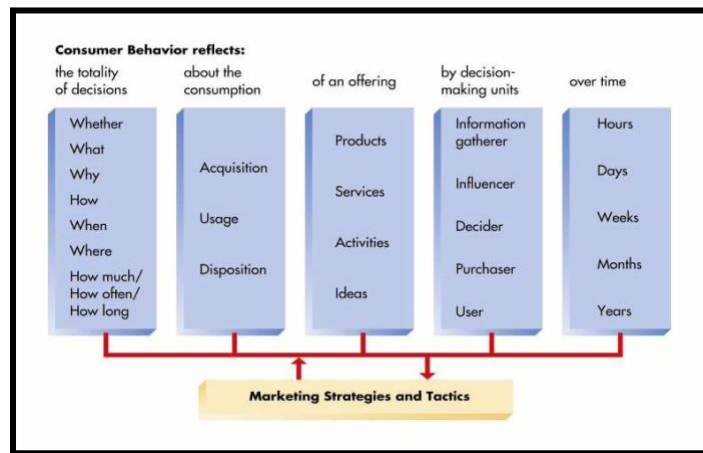 Consumer Behavior reflects:
the totality
of decisions
about the
consumption
of an offering
by decision-
making units
over time
Whether
What
Why
How
When
Where
How much/
How often/
How long
Acquisition
Usage
Disposition
Products
Services
Activities
Ideas
Information
gatherer
Influencer
Decider
Purchaser
User
Hours
Days
Weeks
Months
Years
Marketing Strategies and Tactics